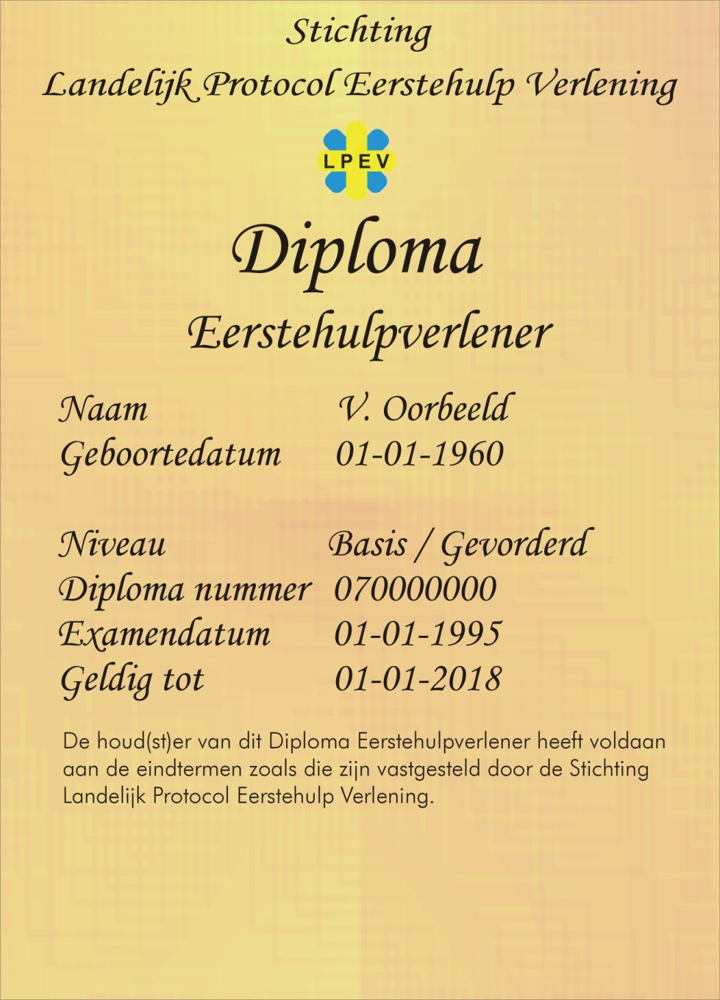 Stichting
Landelijk Protocol Eerstehulp Verlening
LPEV
Diploma
Eerstehulpverlener
Naam V. Oorbeeld
Geboortedatum 01-01-1960
Niveau Basis / Gevorderd
Diploma nummer 070000000
Examendatum 01-01-1995
Geldig tot 01-01-2018
De houd(st)er van dit Diploma Eerstehulpverlener heeft voldaan
aan de eindtermen zoals die zijn vastgesteld door de Stichting
Landelijk Protocol Eerstehulp Verlening.